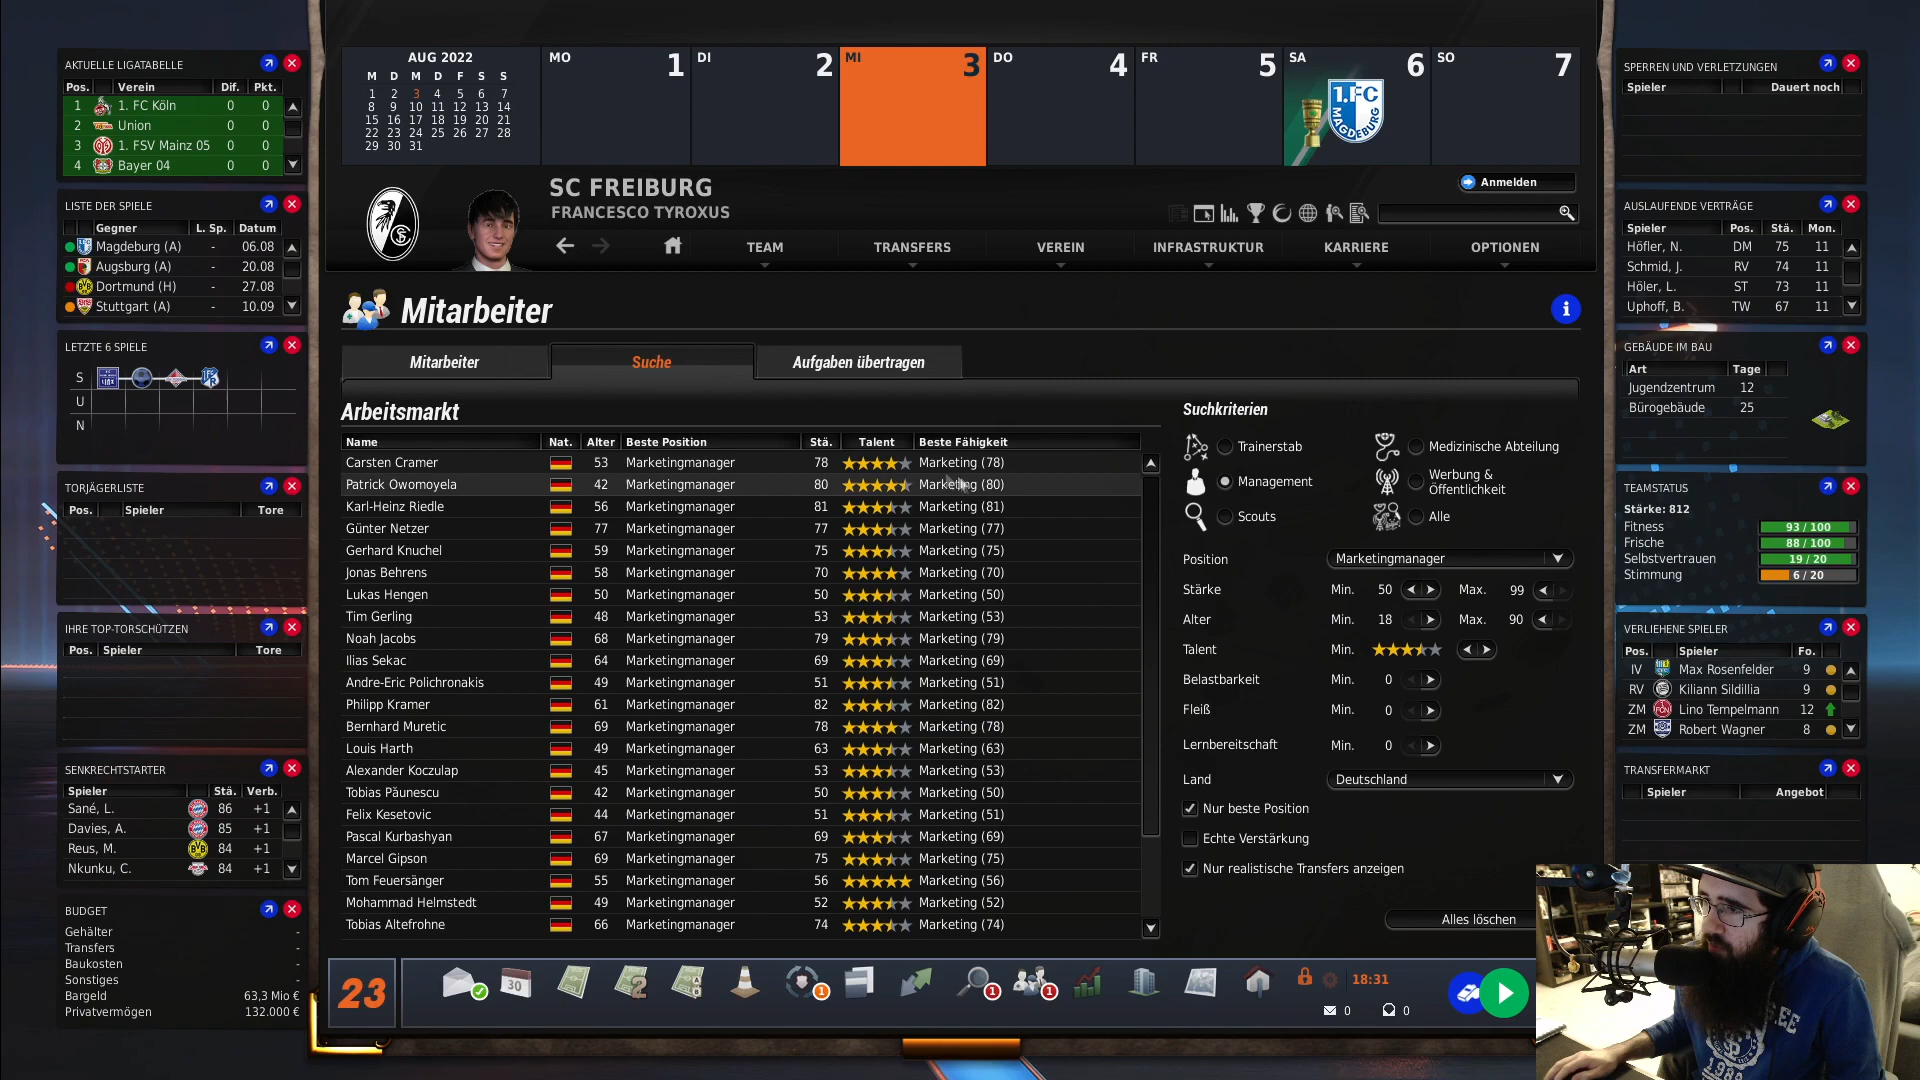 AKTUELLE LIGATABELLE
Pos. Verein Dif. Pkt.
1 1. FC Köln 0 0
2 Union 0 0
3 1. FSV Mainz 05 0 0
4 Bayer 04 0 0
LISTE DER SPIELE
Gegner L. Sp. Datum
Magdeburg (A) - 06.08
Augsburg (A) - 20.08
Dortmund (H) - 27.08
Stuttgart (A) - 10.09
LETZTE 6 SPIELE
S
U
N
TORJÄGERLISTE
Pos. Spieler Tore
IHRE TOP-TORSCHÜTZEN
Pos. Spieler Tore
SENKRECHTSTARTER
Spieler Stä. Verb.
Sané, L. 86 +1
Davies, A. 85 +1
Reus, M. 84 +1
Nkunku, C. 84 +1
BUDGET
Gehälter -
Transfers -
Baukosten -
Sonstiges -
Bargeld 63,3 Mio €
Privatvermögen 132.000 €
AUG 2022
M D M D F S S
1 2 3 4 5 6 7
8 9 10 11 12 13 14
15 16 17 18 19 20 21
22 23 24 25 26 27 28
29 30 31
MO 1 DI 2 MI 3 DO 4 FR 5 SA 6 SO 7
1.FC
MAGDEBURG
SC FREIBURG
FRANCESCO TYROXUS
Anmelden
TEAM TRANSFERS VEREIN INFRASTRUKTUR KARRIERE OPTIONEN
Mitarbeiter
Mitarbeiter Suche Aufgaben übertragen
Arbeitsmarkt
Name Nat. Alter Beste Position Stä. Talent Beste Fähigkeit
Carsten Cramer 53 Marketingmanager 78 Marketing (78)
Patrick Owomoyela 42 Marketingmanager 80 Marketing (80)
Karl-Heinz Riedle 56 Marketingmanager 81 Marketing (81)
Günter Netzer 77 Marketingmanager 77 Marketing (77)
Gerhard Knuchel 59 Marketingmanager 75 Marketing (75)
Jonas Behrens 58 Marketingmanager 70 Marketing (70)
Lukas Hengen 50 Marketingmanager 50 Marketing (50)
Tim Gerling 48 Marketingmanager 53 Marketing (53)
Noah Jacobs 68 Marketingmanager 79 Marketing (79)
Ilias Sekac 64 Marketingmanager 69 Marketing (69)
Andre-Eric Polichronakis 49 Marketingmanager 51 Marketing (51)
Philipp Kramer 61 Marketingmanager 82 Marketing (82)
Bernhard Muretic 69 Marketingmanager 78 Marketing (78)
Louis Harth 49 Marketingmanager 63 Marketing (63)
Alexander Koczulap 45 Marketingmanager 53 Marketing (53)
Tobias Păunescu 42 Marketingmanager 50 Marketing (50)
Felix Kesetovic 44 Marketingmanager 51 Marketing (51)
Pascal Kurbashyan 67 Marketingmanager 69 Marketing (69)
Marcel Gipson 69 Marketingmanager 75 Marketing (75)
Tom Feuersänger 55 Marketingmanager 56 Marketing (56)
Mohammad Helmstedt 49 Marketingmanager 52 Marketing (52)
Tobias Altefrohne 66 Marketingmanager 74 Marketing (74)
Suchkriterien
Trainerstab Medizinische Abteilung
Management Werbung &
Öffentlichkeit
Scouts Alle
Position Marketingmanager
Stärke Min. 50 Max. 99
Alter Min. 18 Max. 90
Talent Min.
Belastbarkeit Min. 0
Fleiß Min. 0
Lernbereitschaft Min. 0
Land Deutschland
Nur beste Position
Echte Verstärkung
Nur realistische Transfers anzeigen
Alles löschen
23 30 2 1 1 1 18:31
0 0
SPERREN UND VERLETZUNGEN
Spieler Dauert noch
AUSLAUFENDE VERTRÄGE
Spieler Pos. Stä. Mon.
Höfler, N. DM 75 11
Schmid, J. RV 74 11
Höler, L. ST 73 11
Uphoff, B. TW 67 11
GEBÄUDE IM BAU
Art Tage
Jugendzentrum 12
Bürogebäude 25
TEAMSTATUS
Stärke: 812
Fitness 93 / 100
Frische 88 / 100
Selbstvertrauen 19 / 20
Stimmung 6 / 20
VERLIEHENE SPIELER
Pos. Spieler Fo.
IV Max Rosenfelder 9
RV Kiliann Sildillia 9
ZM Lino Tempelmann 12
ZM Robert Wagner 8
TRANSFERMARKT
Spieler Angebot